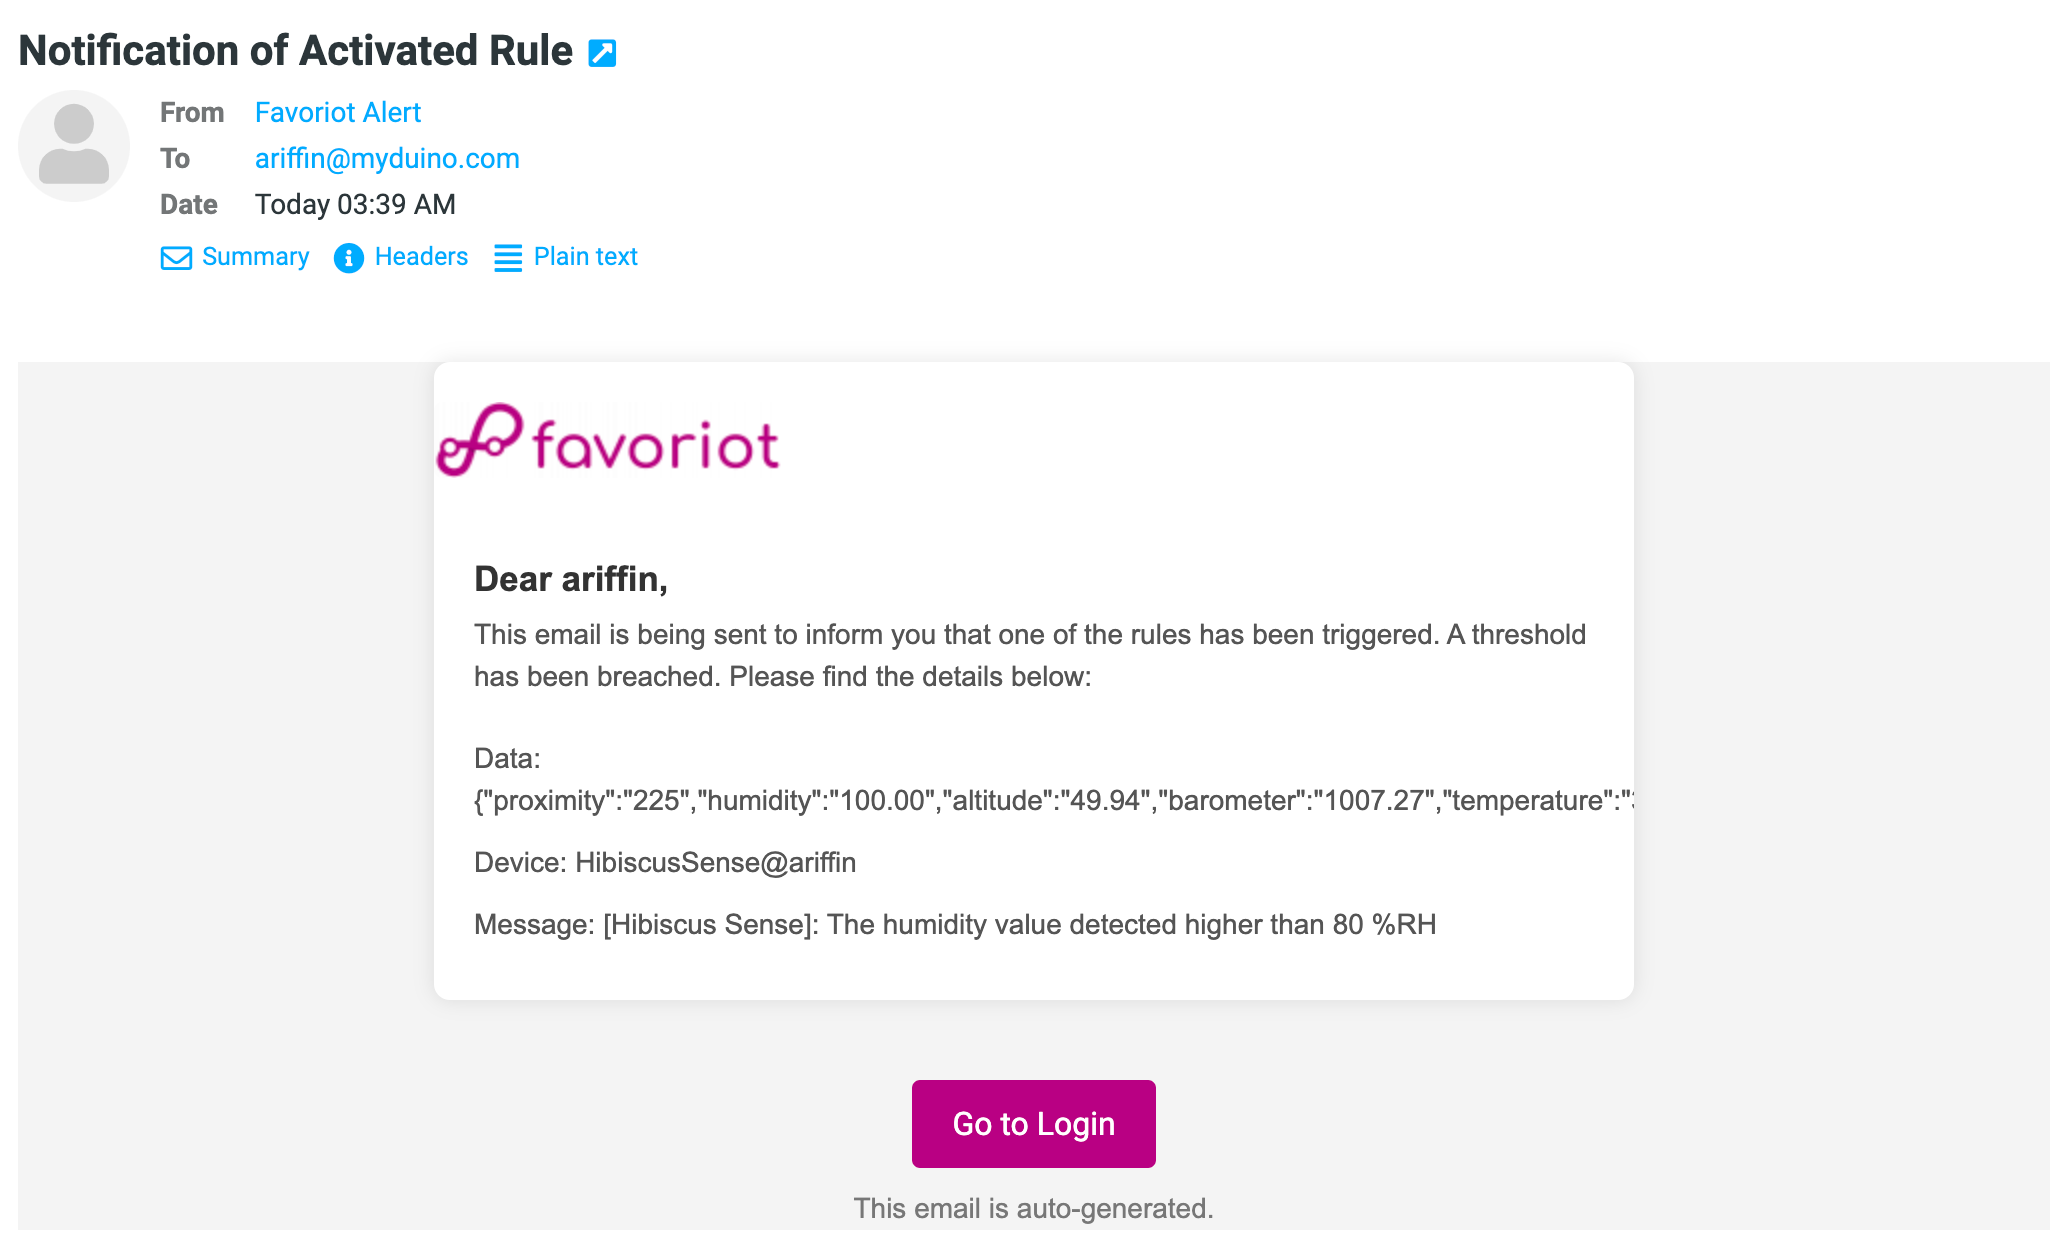 Notification of Activated Rule
From Favoriot Alert
To ariffin@myduino.com
Date Today 03:39 AM
Summary Headers Plain text
favoriot
Dear ariffin,
This email is being sent to inform you that one of the rules has been triggered. A threshold
has been breached. Please find the details below:
Data:
{"proximity":"225","humidity":"100.00","altitude":"49.94","barometer":"1007.27","temperature":"
Device: HibiscusSense@ariffin
Message: [Hibiscus Sense]: The humidity value detected higher than 80 %RH
Go to Login
This email is auto-generated.